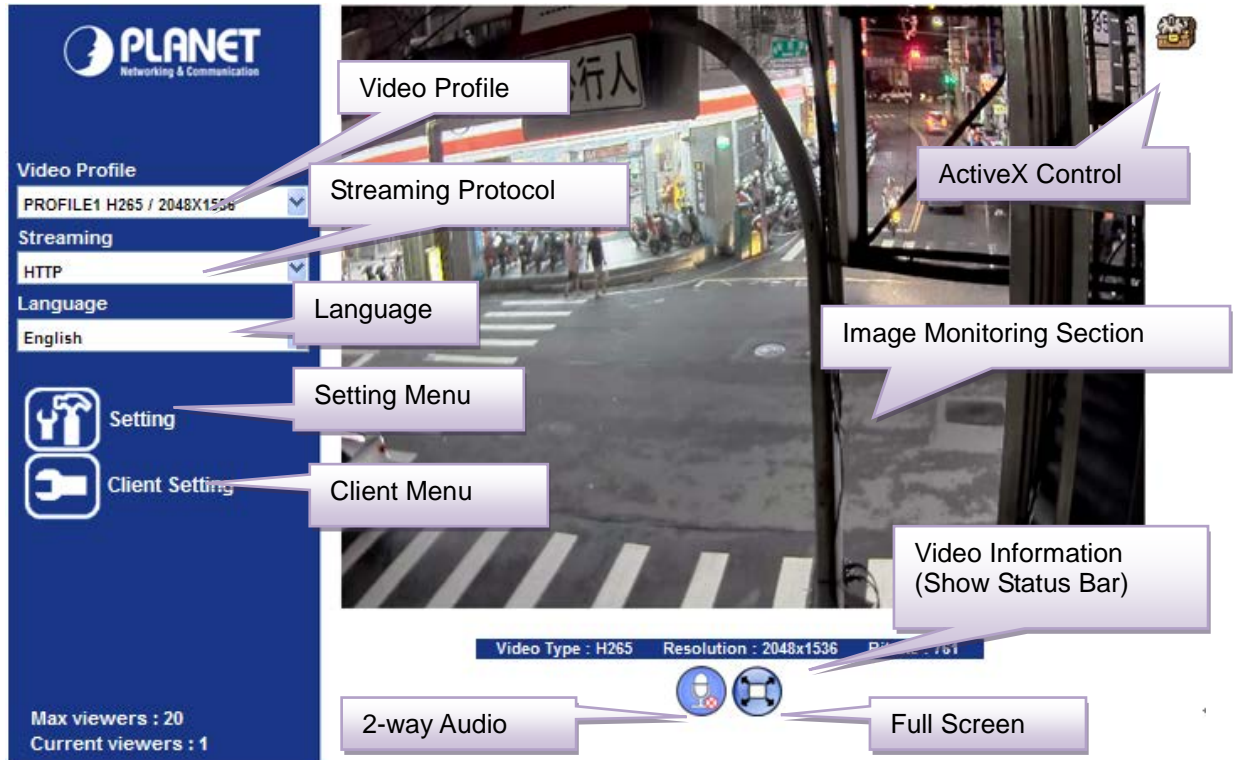 PLANET
Networking & Communication
Video Profile
Video Profile
PROFILE1 H265 / 2048X1536
Streaming Protocol
Streaming
HTTP
Language
Language
English
Setting Menu
Setting
Client Menu
Client Setting
Max viewers : 20
Current viewers : 1
行人
ActiveX Control
Image Monitoring Section
Video Information
(Show Status Bar)
Video Type : H265 Resolution : 2048x1536 : 761
2-way Audio
Full Screen